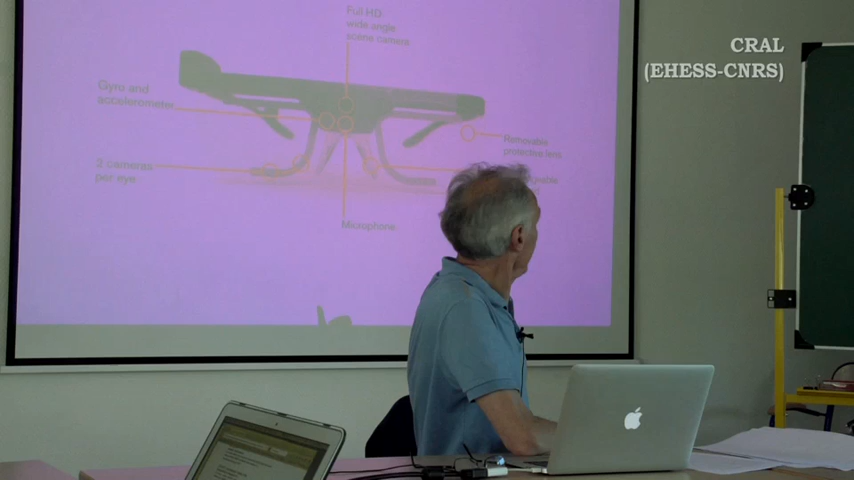 Full HD
wide angle
scene camera
CRAL
(EHESS-CNRS)
Gyro and
accelerometer
Removable
protective lens
2 cameras
per eye
Microphone